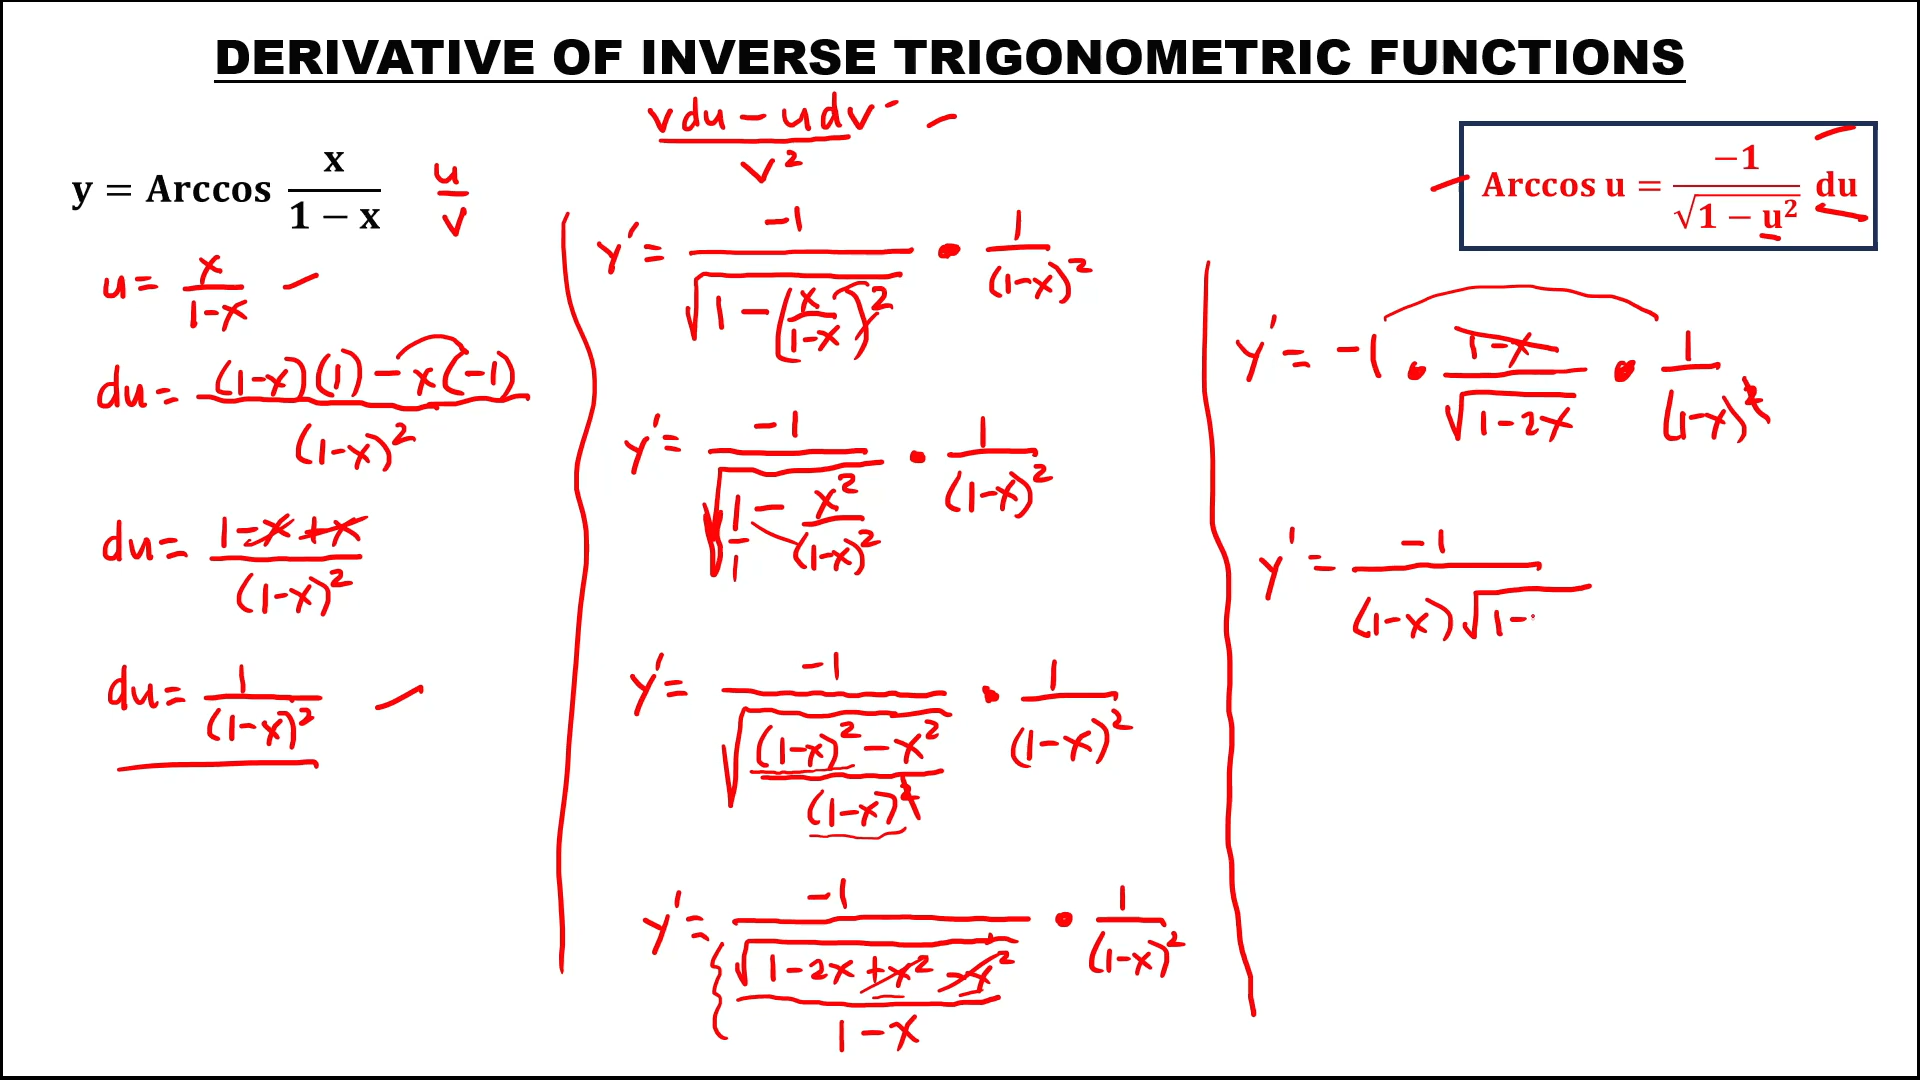 DERIVATIVE OF INVERSE TRIGONOMETRIC FUNCTIONS
y = Arccos x/(1 − x)
u/v
u = x/(1-x)
du = ((1-x)(1) - x(-1))/(1-x)²
du = (1-x+x)/(1-x)²
du = 1/(1-x)²
(vdu - udv)/v²
y' = -1/√(1-(x/(1-x))²) • 1/(1-x)²
y' = -1/√(1/1 - x²/(1-x)²) • 1/(1-x)²
y' = -1/√(((1-x)²-x²)/(1-x)²) • 1/(1-x)²
y' = -1/(√(1-2x+x²-x²)/(1-x)) • 1/(1-x)²
Arccos u = −1/√(1 − u²) du
y' = -1 • (1-x)/√(1-2x) • 1/(1-x)²
y' = -1/((1-x)√(1-